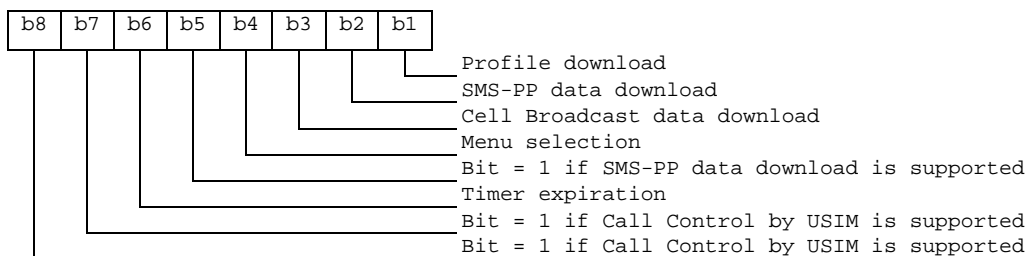 b8 b7 b6 b5 b4 b3 b2 b1
Profile download
SMS-PP data download
Cell Broadcast data download
Menu selection
Bit = 1 if SMS-PP data download is supported
Timer expiration
Bit = 1 if Call Control by USIM is supported
Bit = 1 if Call Control by USIM is supported